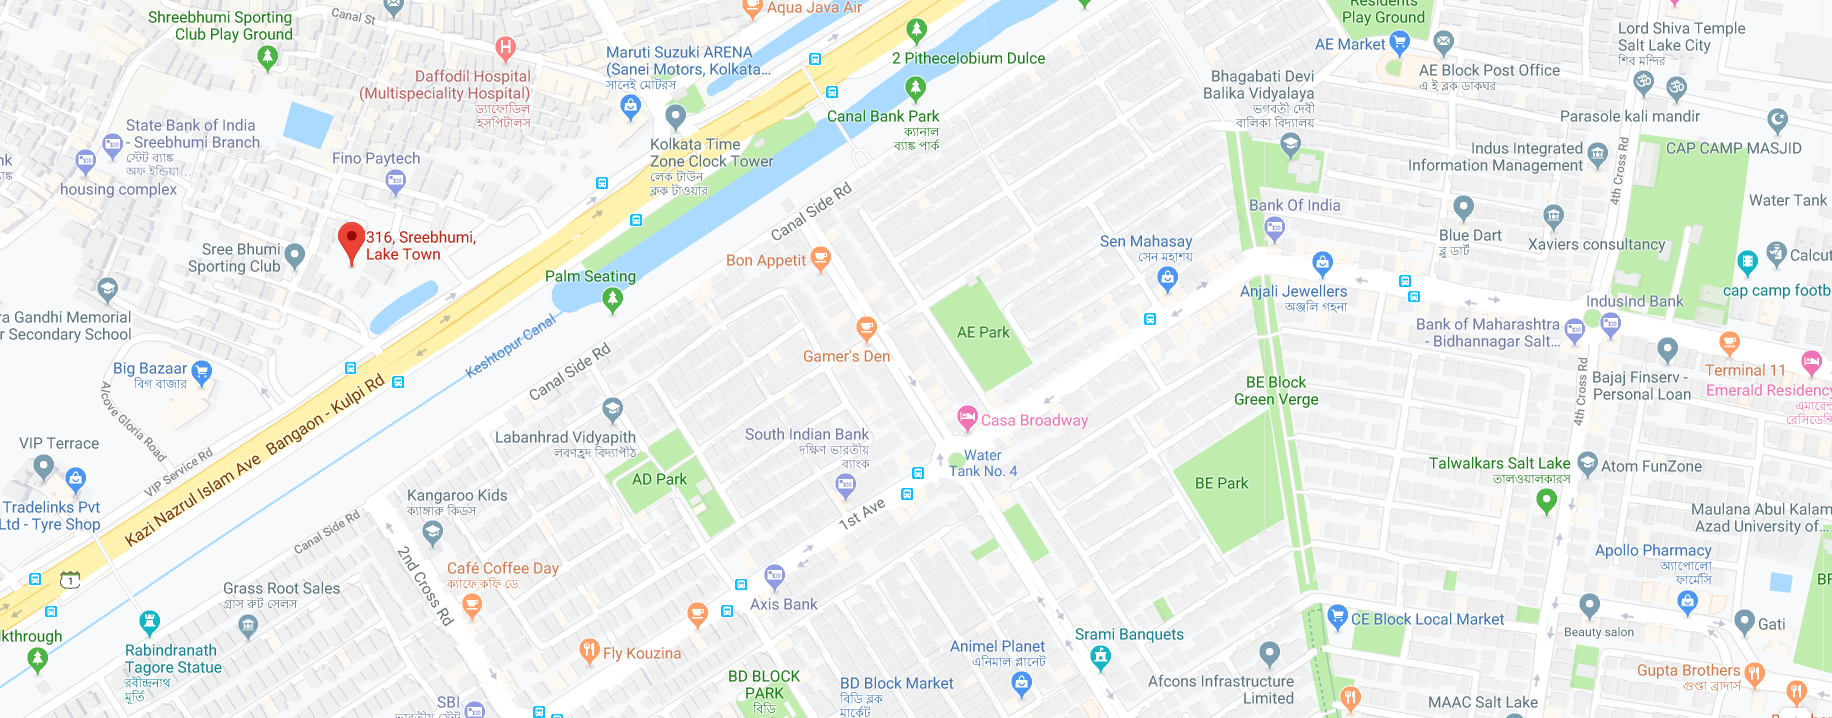 Shreebhumi Sporting
Club Play Ground
Canal St
Aqua Java Air
Residents
Play Ground
Lord Shiva Temple
Salt Lake City
শিব মন্দির
Maruti Suzuki ARENA
(Sanei Motors, Kolkata...
সানেই মোটরস
2 Pithecelobium Dulce
AE Market
AE Block Post Office
এ ই ব্লক ডাকঘর
Daffodil Hospital
(Multispeciality Hospital)
ড্যাফোডিল
হসপিটালস
Bhagabati Devi
Balika Vidyalaya
ভগবতী দেবী
বালিকা বিদ্যালয়
Canal Bank Park
ক্যানাল
ব্যাঙ্ক পার্ক
Parasole kali mandir
State Bank of India
- Sreebhumi Branch
স্টেট ব্যাঙ্ক
অফ ইন্ডিয়া...
Kolkata Time
Zone Clock Tower
লেক টাউন
ক্লক টাওয়ার
Indus Integrated
Information Management
CAP CAMP MASJID
4th Cross Rd
Fino Paytech
nk
housing complex
Canal Side Rd
Water Tank
Bank Of India
Blue Dart
ব্লু ডার্ট
Xaviers consultancy
316, Sreebhumi,
Lake Town
Sree Bhumi
Sporting Club
Sen Mahasay
সেন মহাশয়
Bon Appetit
Calcut
Palm Seating
Anjali Jewellers
অঞ্জলি গহনা
cap camp footb
IndusInd Bank
ra Gandhi Memorial
r Secondary School
Keshtopur Canal
AE Park
Bank of Maharashtra
- Bidhannagar Salt...
Gamer's Den
Canal Side Rd
Big Bazaar
বিগ বাজার
Terminal 11
Bajaj Finserv -
Personal Loan
Emerald Residency
এমারেল্ড
রেসিডেন্সি
BE Block
Green Verge
4th Cross Rd
Alcove Gloria Road
Kazi Nazrul Islam Ave Bangaon - Kulpi Rd
Casa Broadway
Labanhrad Vidyapith
লবণহ্রদ বিদ্যাপীঠ
South Indian Bank
দক্ষিণ ভারতীয়
ব্যাংক
VIP Terrace
VIP Service Rd
Water
Tank No. 4
Talwalkars Salt Lake
তালওয়ালকারস
Atom FunZone
AD Park
BE Park
Kangaroo Kids
ক্যাঙ্গারু কিডস
Tradelinks Pvt
Ltd - Tyre Shop
1st Ave
Maulana Abul Kalam
Azad University of...
Canal Side Rd
2nd Cross Rd
Apollo Pharmacy
অ্যাপোলো
ফার্মেসি
Café Coffee Day
ক্যাফে কফি ডে
1
Grass Root Sales
গ্রাস রুট সেলস
Axis Bank
BF
CE Block Local Market
Beauty salon
Gati
lkthrough
Rabindranath
Tagore Statue
রবীন্দ্রনাথ
মূর্তি
Fly Kouzina
Animel Planet
এনিমাল প্লানেট
Srami Banquets
Gupta Brothers
গুপ্তা ব্রাদার্স
BD BLOCK
PARK
বিডি
BD Block Market
বিডি ব্লক
মার্কেট
Afcons Infrastructure
Limited
MAAC Salt Lake
SBI